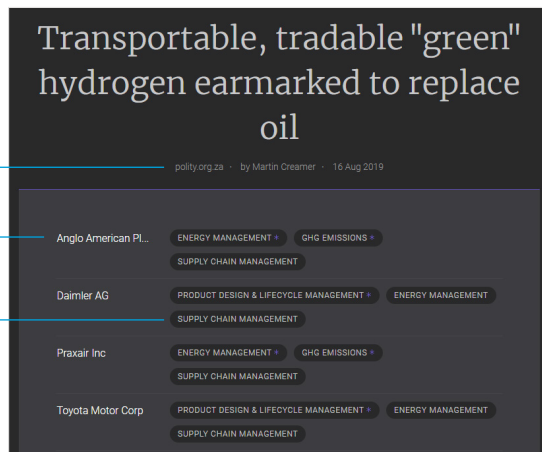 Transportable, tradable "green"
hydrogen earmarked to replace
oil
polity.org.za · by Martin Creamer · 16 Aug 2019
Anglo American Pl... ENERGY MANAGEMENT + GHG EMISSIONS +
SUPPLY CHAIN MANAGEMENT
Daimler AG PRODUCT DESIGN & LIFECYCLE MANAGEMENT + ENERGY MANAGEMENT
SUPPLY CHAIN MANAGEMENT
Praxair Inc ENERGY MANAGEMENT + GHG EMISSIONS +
SUPPLY CHAIN MANAGEMENT
Toyota Motor Corp PRODUCT DESIGN & LIFECYCLE MANAGEMENT + ENERGY MANAGEMENT
SUPPLY CHAIN MANAGEMENT